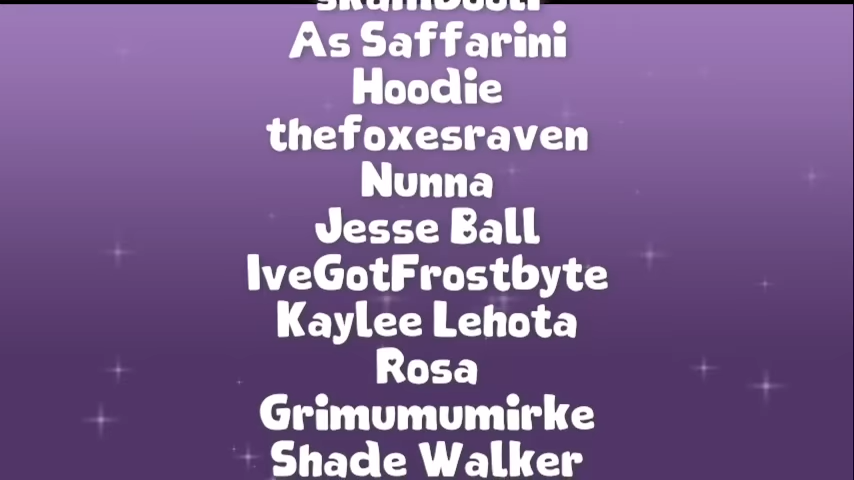 As Saffarini
Hoodie
thefoxesraven
Nunna
Jesse Ball
IveGotFrostbyte
Kaylee Lehota
Rosa
Grimumumirke
Shade Walker